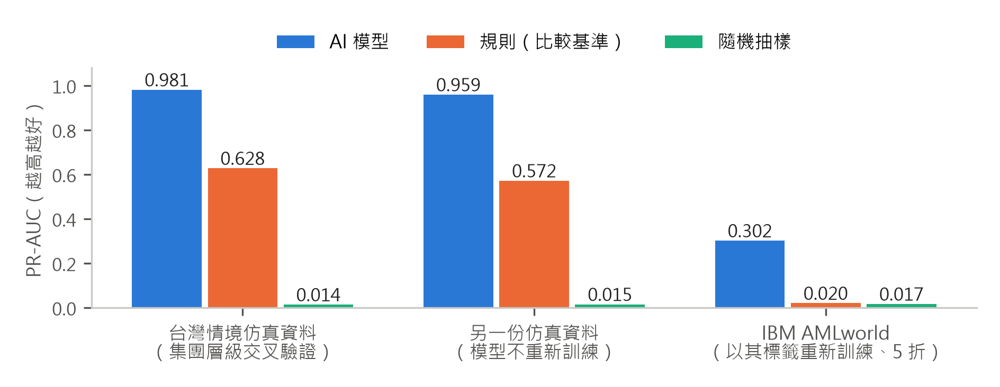 AI 模型
規則（比較基準）
隨機抽樣
PR-AUC（越高越好）
1.0
0.8
0.6
0.4
0.2
0.0
0.981
0.628
0.014
0.959
0.572
0.015
0.302
0.020
0.017
台灣情境仿真資料
（集團層級交叉驗證）
另一份仿真資料
（模型不重新訓練）
IBM AMLworld
（以其標籤重新訓練、5 折）